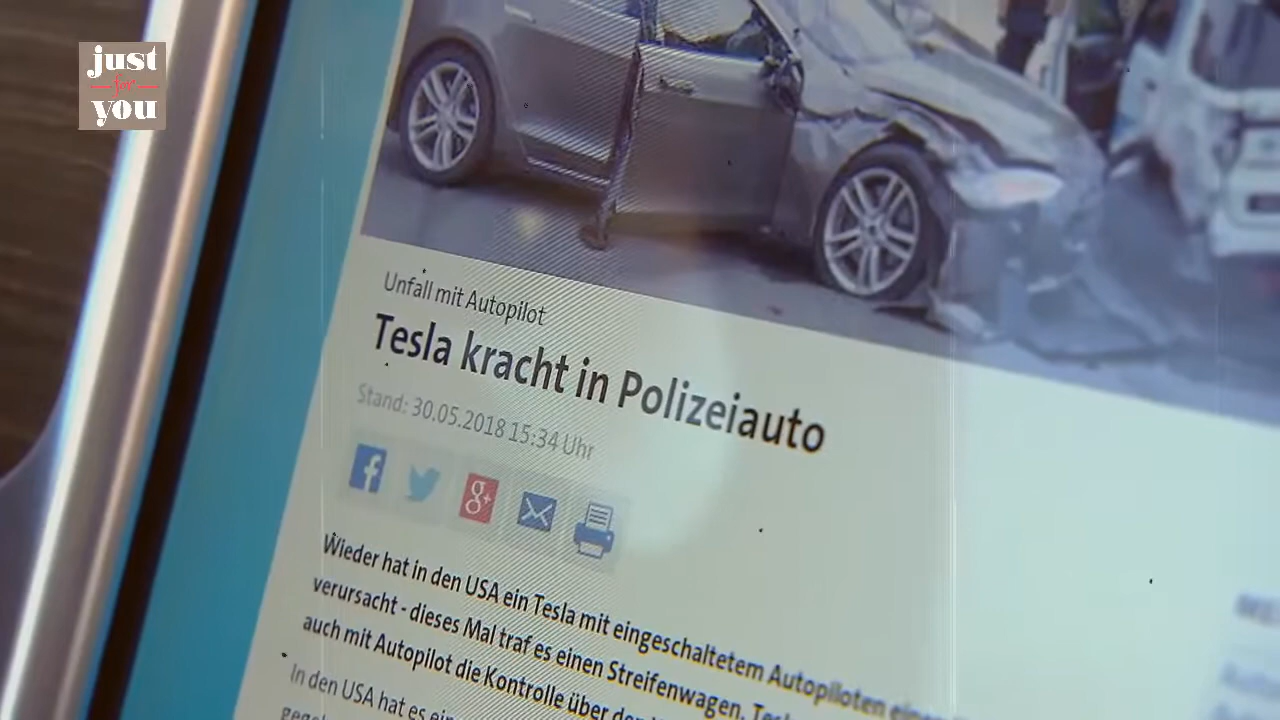 just
for
you
Unfall mit Autopilot
Tesla kracht in Polizeiauto
Stand: 30.05.2018 15:34 Uhr
Wieder hat in den USA ein Tesla mit eingeschaltetem Autopiloten einen
verursacht - dieses Mal traf es einen Streifenwagen.
auch mit Autopilot die Kontrolle über
In den USA hat es